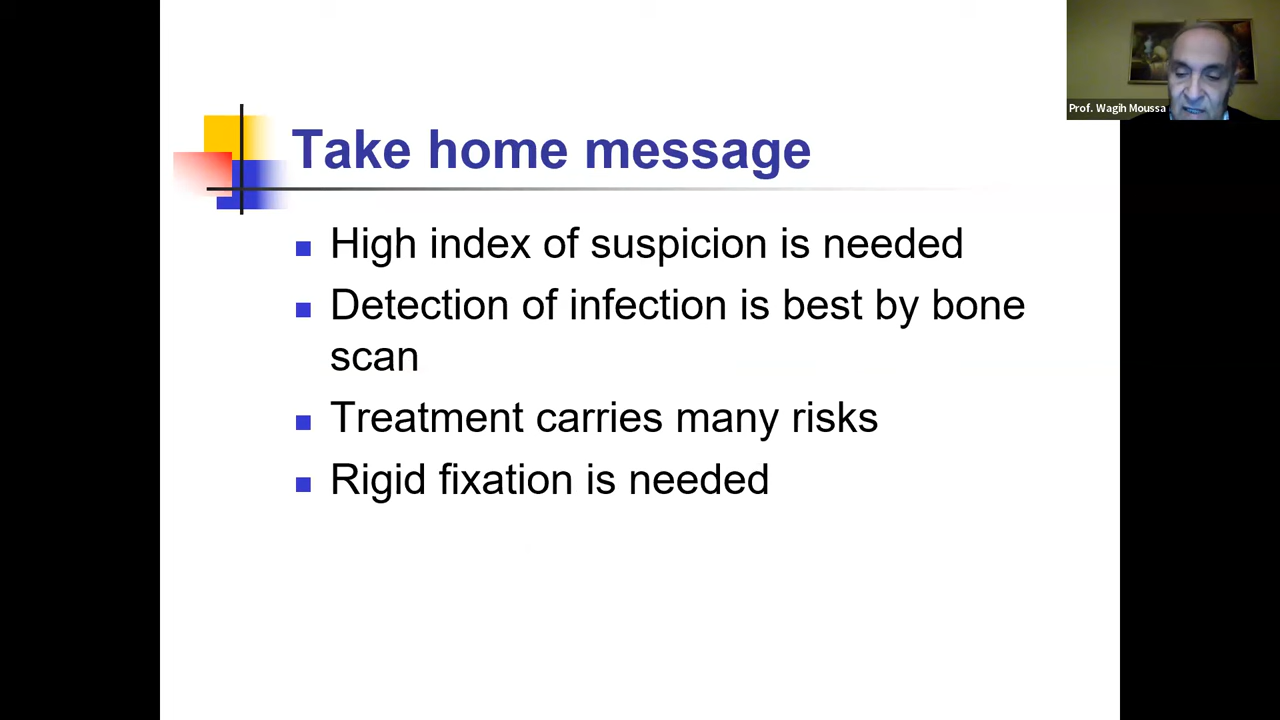 Prof. Wagih Moussa
Take home message
High index of suspicion is needed
Detection of infection is best by bone
scan
Treatment carries many risks
Rigid fixation is needed